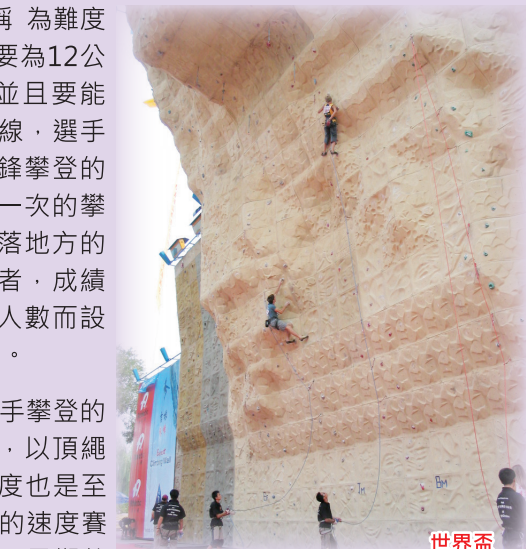 稱 為難度
要為12公
並且要能
線，選手
鋒攀登的
一次的攀
落地方的
者，成績
人數而設
。
手攀登的
，以頂繩
度也是至
的速度賽
7M
8M
世界盃